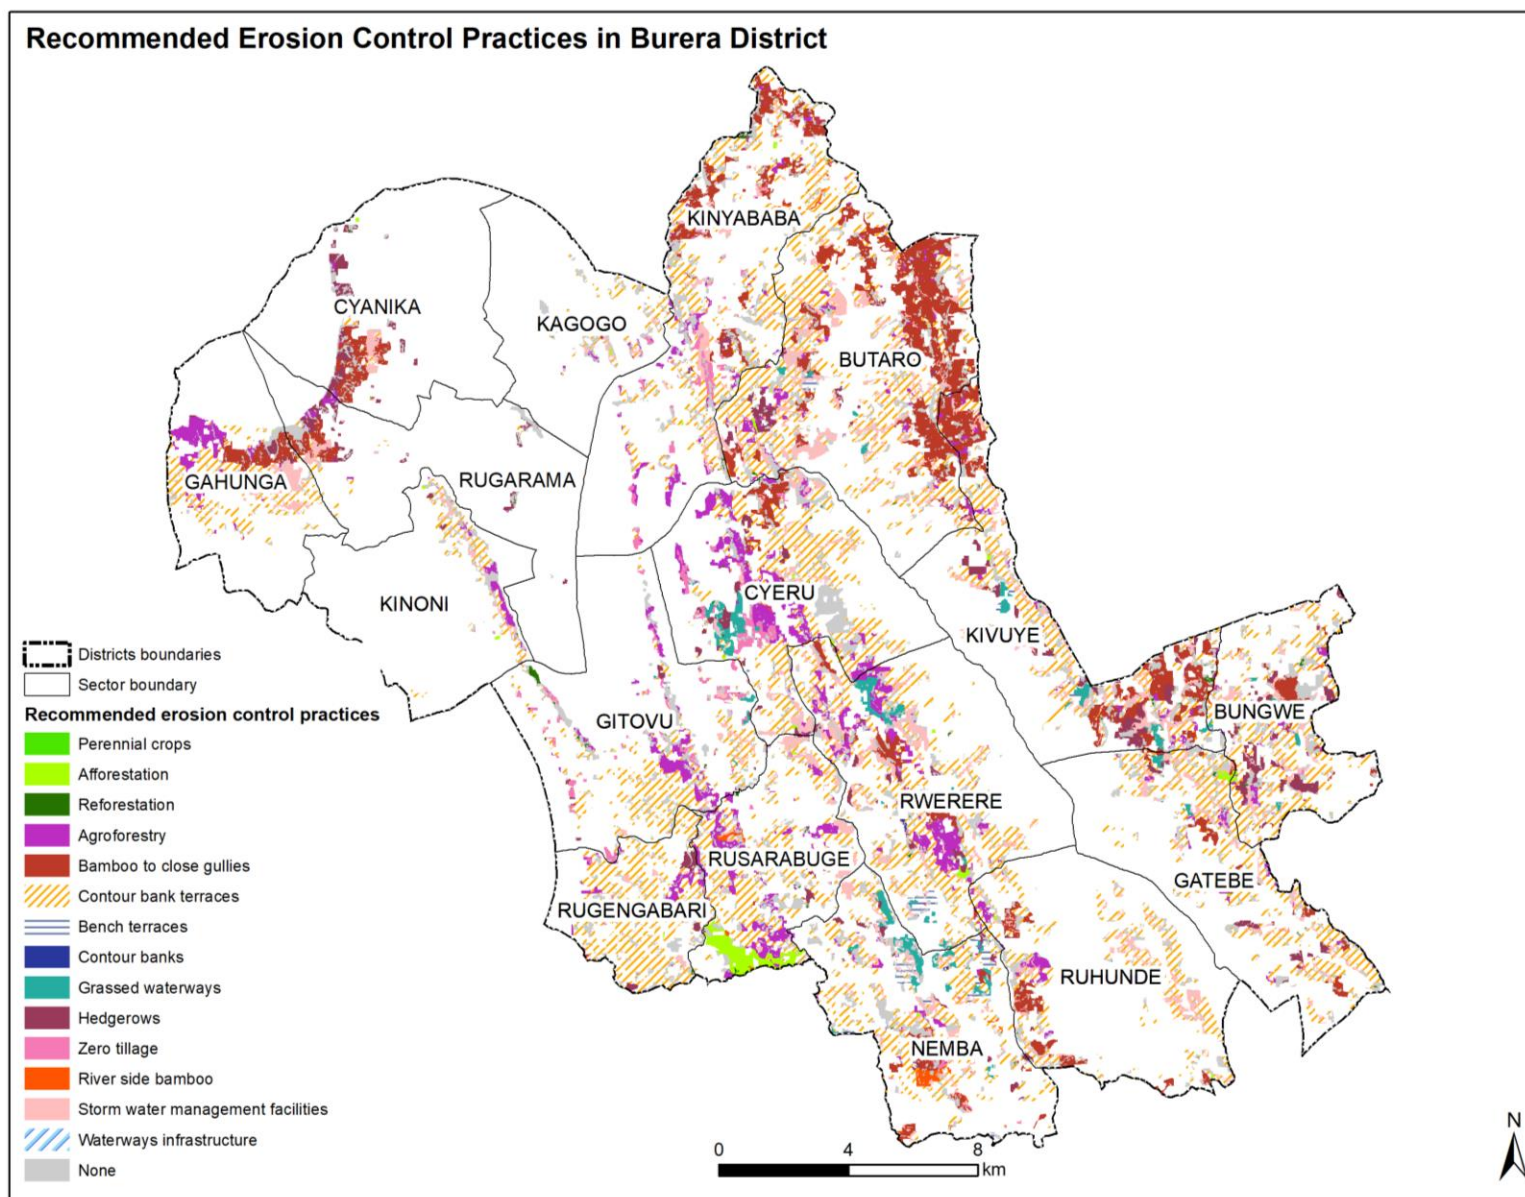 Recommended Erosion Control Practices in Burera District
KINYABABA
CYANIKA
KAGOGO
BUTARO
GAHUNGA
RUGARAMA
KINONI
CYERU
KIVUYE
GITOVU
BUNGWE
RWERERE
RUSARABUGE
GATEBE
RUGENGABARI
RUHUNDE
NEMBA
Districts boundaries
Sector boundary
Recommended erosion control practices
Perennial crops
Afforestation
Reforestation
Agroforestry
Bamboo to close gullies
Contour bank terraces
Bench terraces
Contour banks
Grassed waterways
Hedgerows
Zero tillage
River side bamboo
Storm water management facilities
Waterways infrastructure
None
0 4 8
km
N